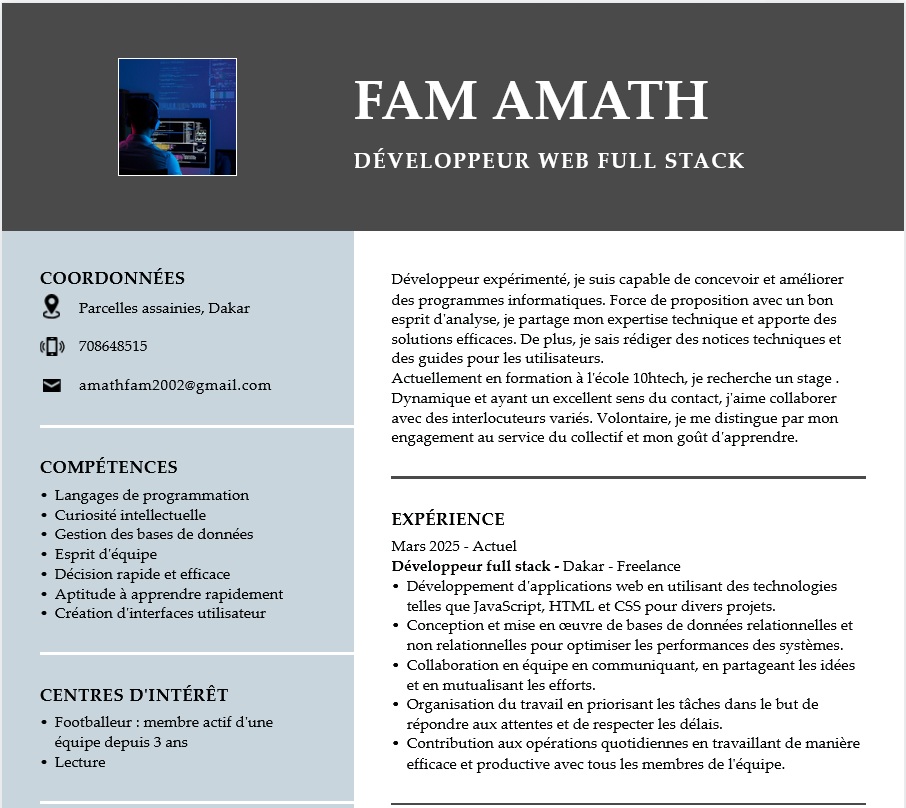 FAM AMATH
DÉVELOPPEUR WEB FULL STACK
COORDONNÉES
Parcelles assainies, Dakar
708648515
amathfam2002@gmail.com
COMPÉTENCES
• Langages de programmation
• Curiosité intellectuelle
• Gestion des bases de données
• Esprit d'équipe
• Décision rapide et efficace
• Aptitude à apprendre rapidement
• Création d'interfaces utilisateur
CENTRES D'INTÉRÊT
• Footballeur : membre actif d'une
équipe depuis 3 ans
• Lecture
Développeur expérimenté, je suis capable de concevoir et améliorer
des programmes informatiques. Force de proposition avec un bon
esprit d'analyse, je partage mon expertise technique et apporte des
solutions efficaces. De plus, je sais rédiger des notices techniques et
des guides pour les utilisateurs.
Actuellement en formation à l'école 10htech, je recherche un stage .
Dynamique et ayant un excellent sens du contact, j'aime collaborer
avec des interlocuteurs variés. Volontaire, je me distingue par mon
engagement au service du collectif et mon goût d'apprendre.
EXPÉRIENCE
Mars 2025 - Actuel
Développeur full stack - Dakar - Freelance
• Développement d'applications web en utilisant des technologies
telles que JavaScript, HTML et CSS pour divers projets.
• Conception et mise en œuvre de bases de données relationnelles et
non relationnelles pour optimiser les performances des systèmes.
• Collaboration en équipe en communiquant, en partageant les idées
et en mutualisant les efforts.
• Organisation du travail en priorisant les tâches dans le but de
répondre aux attentes et de respecter les délais.
• Contribution aux opérations quotidiennes en travaillant de manière
efficace et productive avec tous les membres de l'équipe.